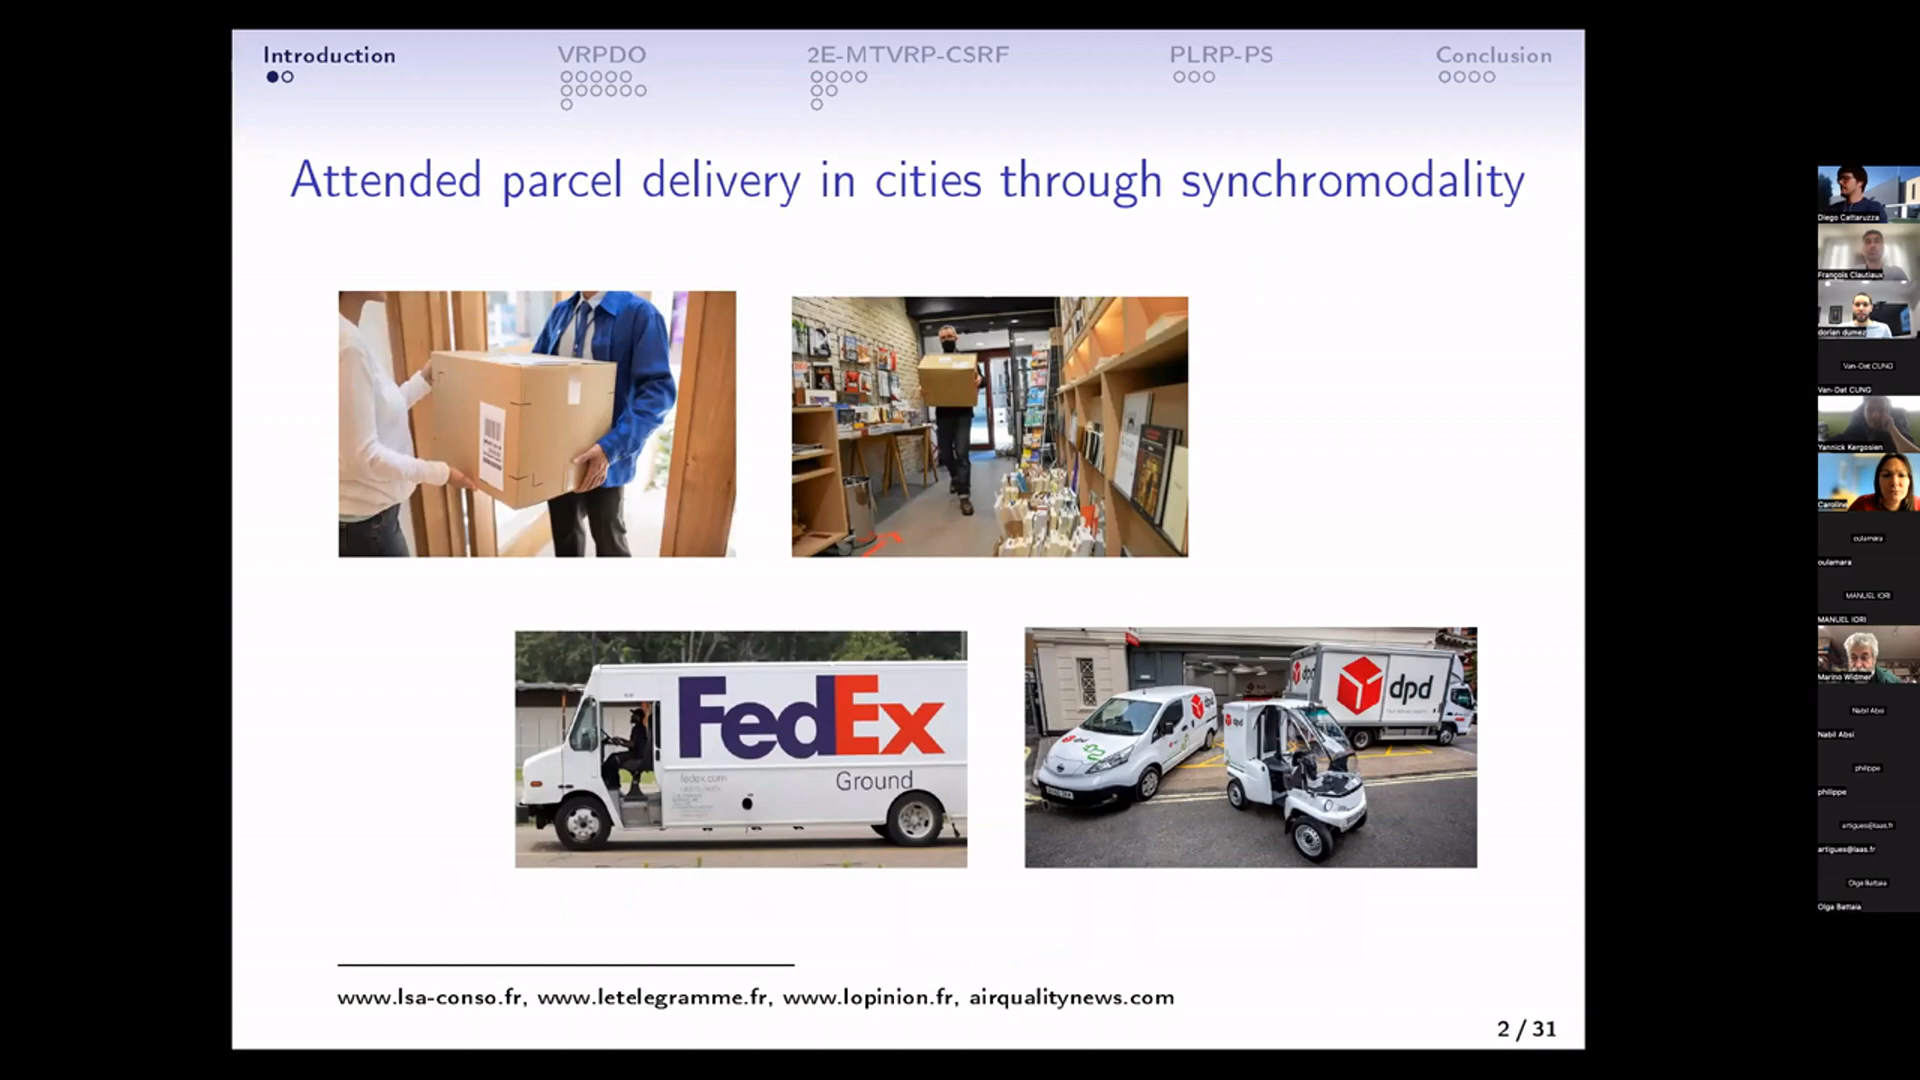 Introduction
VRPDO
2E-MTVRP-CSRF
PLRP-PS
Conclusion
Attended parcel delivery in cities through synchromodality
FedEx
Ground
fedex.com
dpd
dpd
dpd
www.lsa-conso.fr, www.letelegramme.fr, www.lopinion.fr, airqualitynews.com
2 / 31
Diego Cattaruzza
François Clautiaux
dorian dumez
Van-Dat CUNG
Van-Dat CUNG
Yannick Kergosien
Caroline
oulamara
oulamara
MANUEL IORI
MANUEL IORI
Marino Widmer
Nabil Absi
Nabil Absi
philippe
philippe
artigues@laas.fr
artigues@laas.fr
Olga Battaia
Olga Battaia